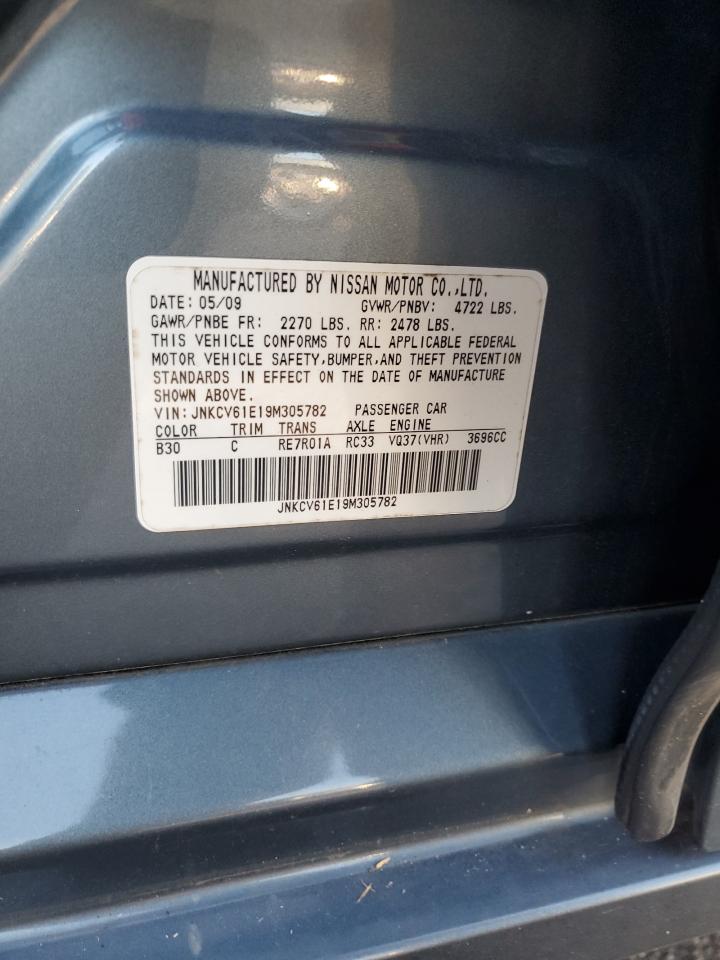 MANUFACTURED BY NISSAN MOTOR CO.,LTD.
DATE: 05/09 GVWR/PNBV: 4722 LBS.
GAWR/PNBE FR: 2270 LBS. RR: 2478 LBS.
THIS VEHICLE CONFORMS TO ALL APPLICABLE FEDERAL
MOTOR VEHICLE SAFETY,BUMPER,AND THEFT PREVENTION
STANDARDS IN EFFECT ON THE DATE OF MANUFACTURE
SHOWN ABOVE.
VIN: JNKCV61E19M305782 PASSENGER CAR
COLOR TRIM TRANS AXLE ENGINE
B30 C RE7R01A RC33 VQ37(VHR) 3696CC
JNKCV61E19M305782